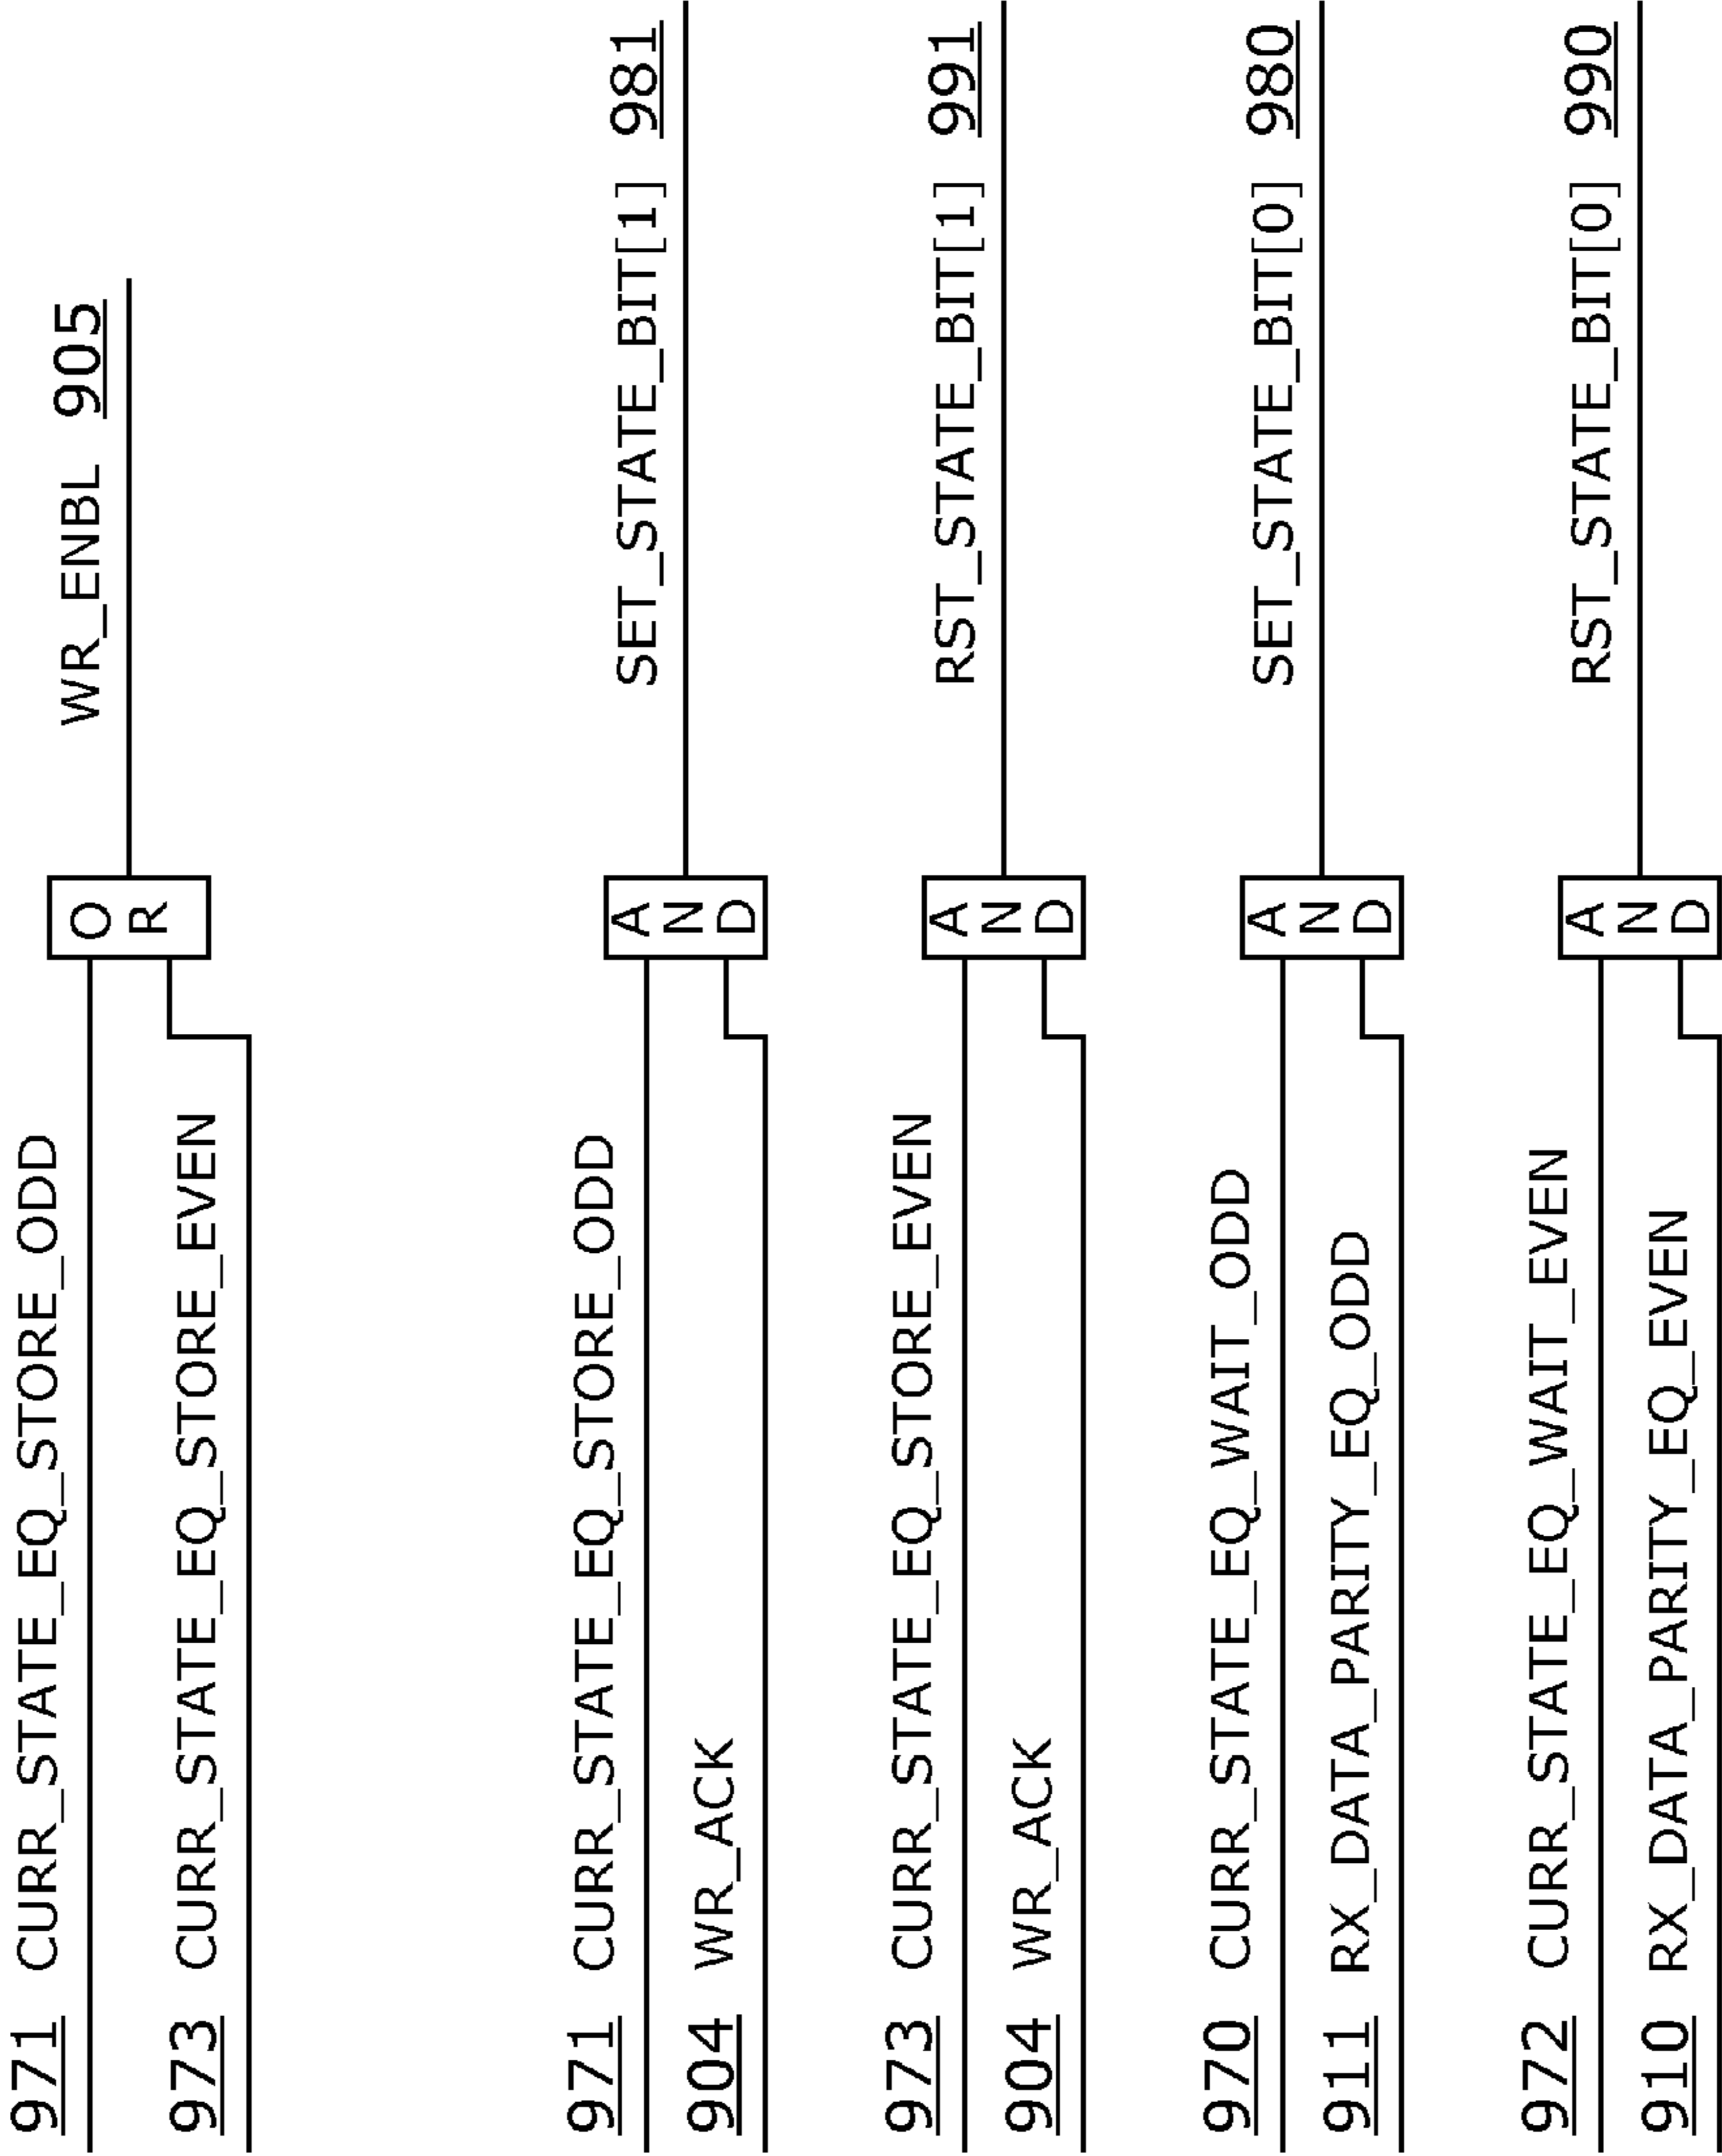 971 CURR_STATE_EQ_STORE_ODD
973 CURR_STATE_EQ_STORE_EVEN
OR
WR_ENBL 905
971 CURR_STATE_EQ_STORE_ODD
904 WR_ACK
AND
SET_STATE_BIT[1] 981
973 CURR_STATE_EQ_STORE_EVEN
904 WR_ACK
AND
RST_STATE_BIT[1] 991
970 CURR_STATE_EQ_WAIT_ODD
911 RX_DATA_PARITY_EQ_ODD
AND
SET_STATE_BIT[0] 980
972 CURR_STATE_EQ_WAIT_EVEN
910 RX_DATA_PARITY_EQ_EVEN
AND
RST_STATE_BIT[0] 990